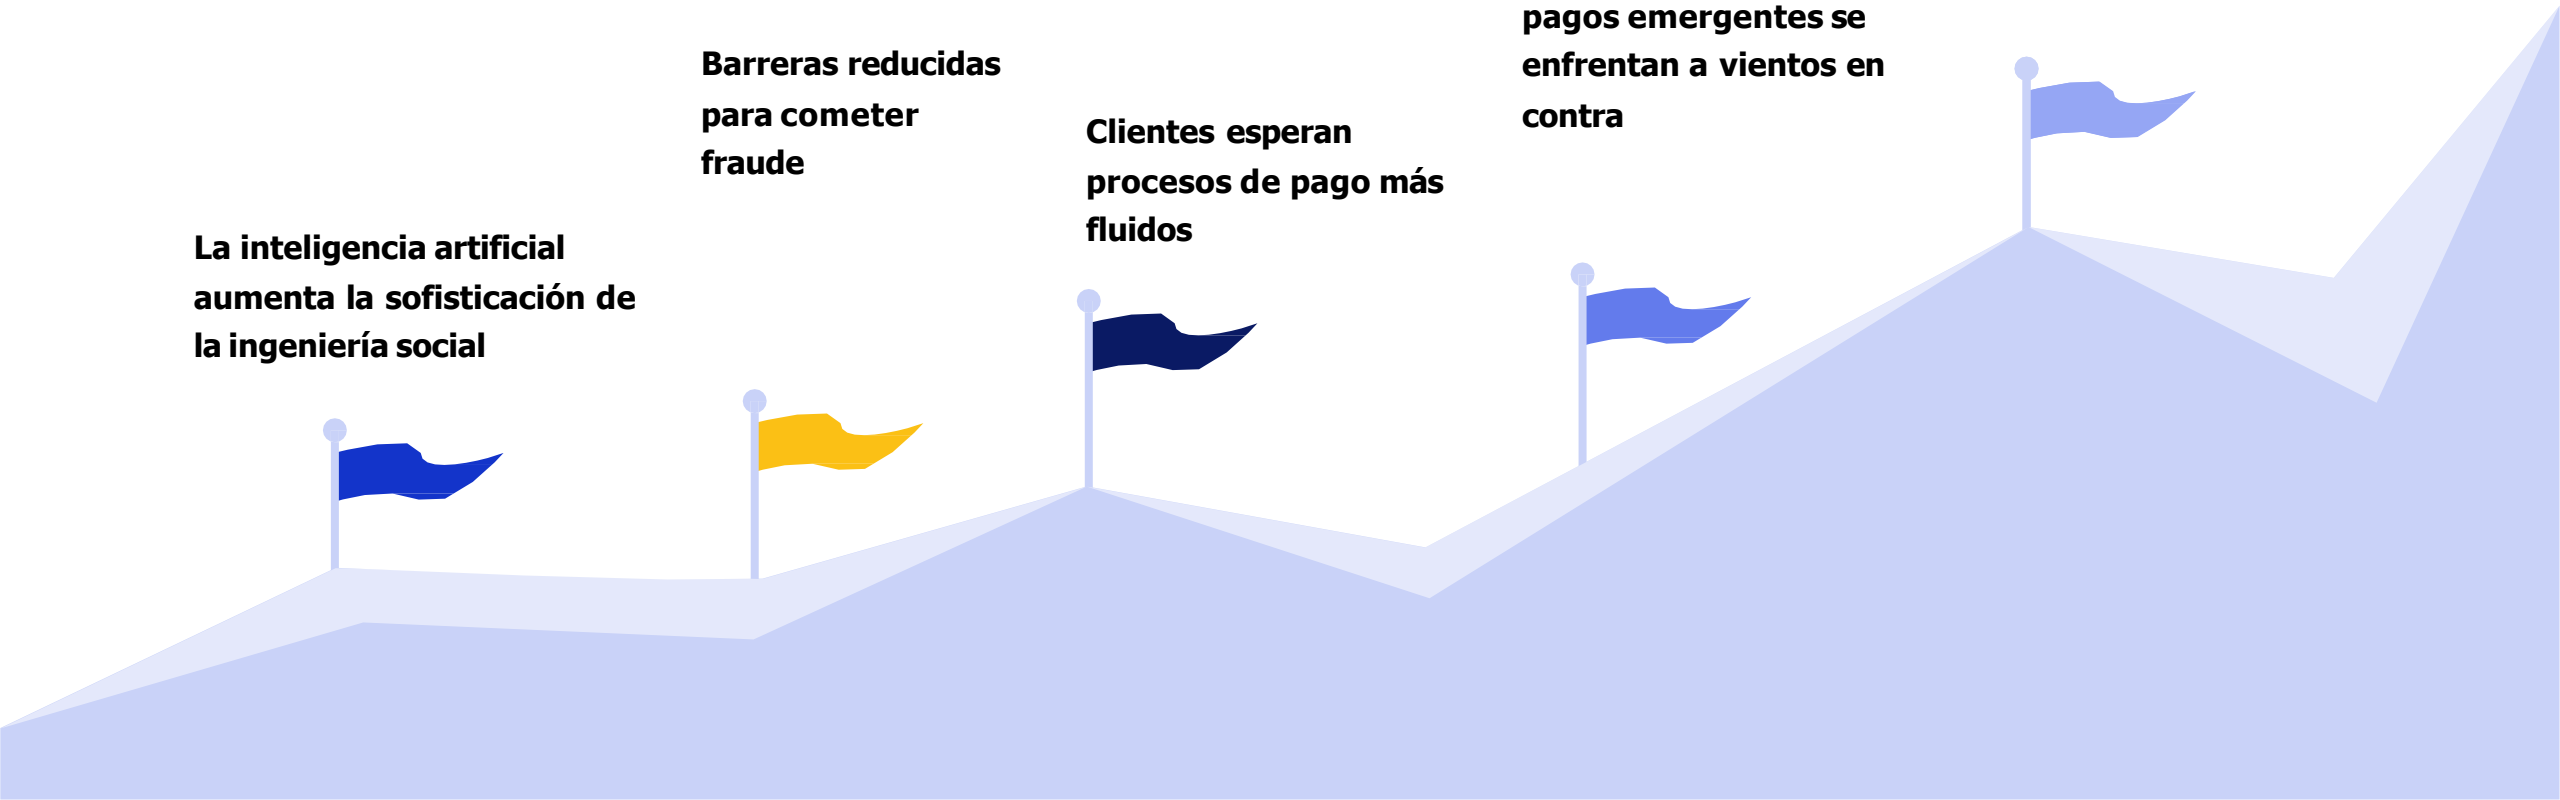 La inteligencia artificial
aumenta la sofisticación de
la ingeniería social
Barreras reducidas
para cometer
fraude
Clientes esperan
procesos de pago más
fluidos
pagos emergentes se
enfrentan a vientos en
contra